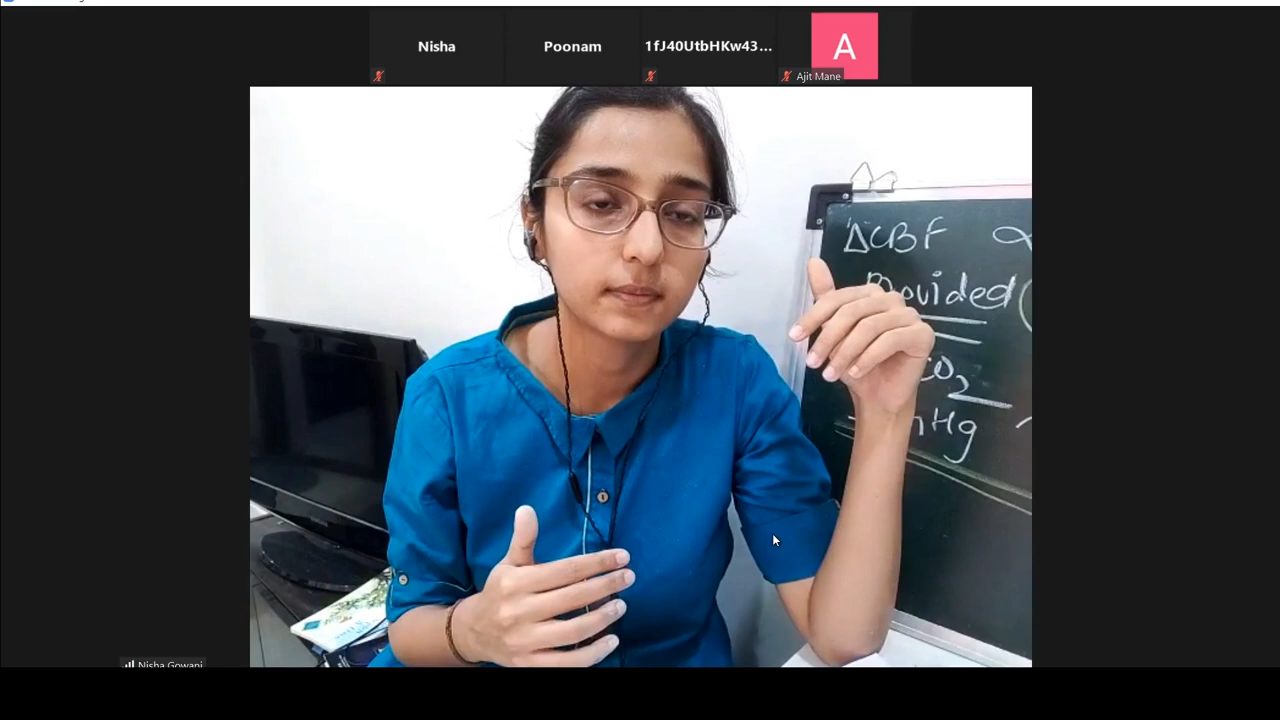 Nisha
Poonam
1fJ40UtbHKw43...
A
Ajit Mane
ΔCBF ∝
Provided (
CO2
mHg
Nisha Gowani